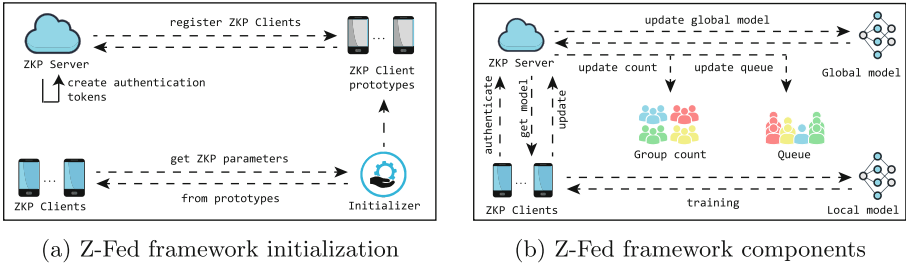 register ZKP Clients
ZKP Server
create authentication
tokens
ZKP Client
prototypes
get ZKP parameters
from prototypes
ZKP Clients
Initializer
(a) Z-Fed framework initialization
update global model
ZKP Server
update count
update queue
Global model
authenticate
get model
update
Group count
Queue
ZKP Clients
training
Local model
(b) Z-Fed framework components